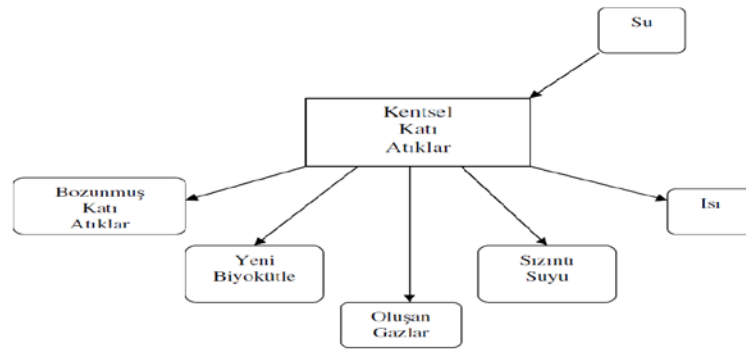 Su
Kentsel
Katı
Atıklar
Bozunmuş
Katı
Atıklar
Isı
Yeni
Biyokütle
Sızıntı
Suyu
Oluşan
Gazlar